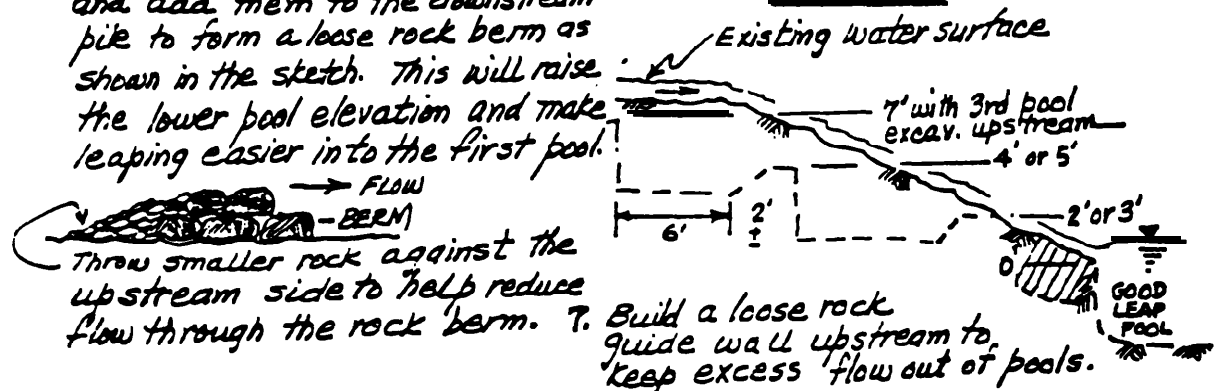 and add them to the downstream
pile to form a loose rock berm as
shown in the sketch. This will raise
the lower pool elevation and make
leaping easier into the first pool.
→ FLOW
-BERM
Throw smaller rock against the
upstream side to help reduce
flow through the rock berm.
Existing water surface
7' with 3rd pool
excav. upstream
4' or 5'
6'
2'
±
2' or 3'
0
GOOD
LEAP
POOL
7. Build a loose rock
guide wall upstream to
keep excess flow out of pools.